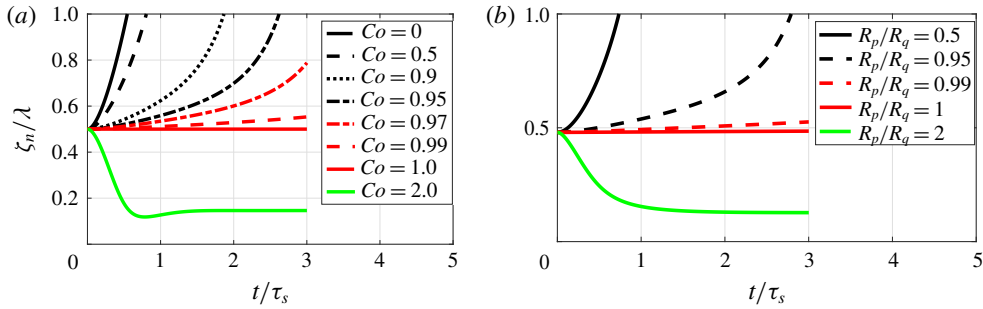 (a)
1.0
0.8
0.6
0.4
0.2
0
1
2
3
4
5
ζn/λ
t/τs
Co = 0
Co = 0.5
Co = 0.9
Co = 0.95
Co = 0.97
Co = 0.99
Co = 1.0
Co = 2.0
(b)
1.0
0.5
0
1
2
3
4
5
t/τs
Rp/Rq = 0.5
Rp/Rq = 0.95
Rp/Rq = 0.99
Rp/Rq = 1
Rp/Rq = 2